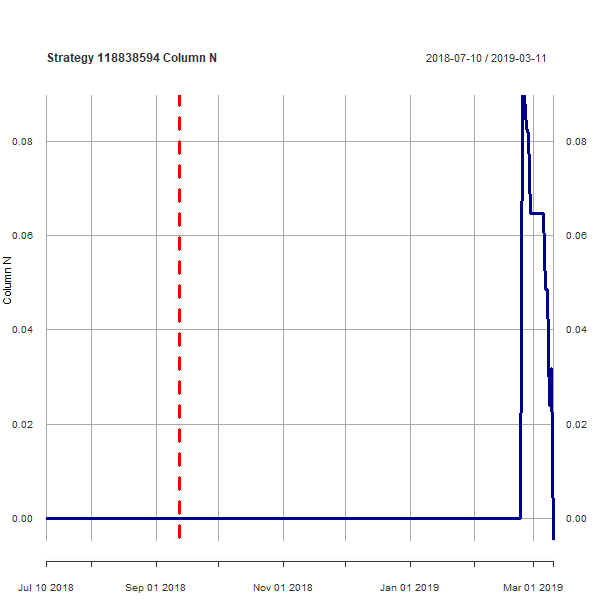 Strategy 118838594 Column N
2018-07-10 / 2019-03-11
0.08
0.08
0.06
0.06
Column N
0.04
0.04
0.02
0.02
0.00
0.00
Jul 10 2018
Sep 01 2018
Nov 01 2018
Jan 01 2019
Mar 01 2019